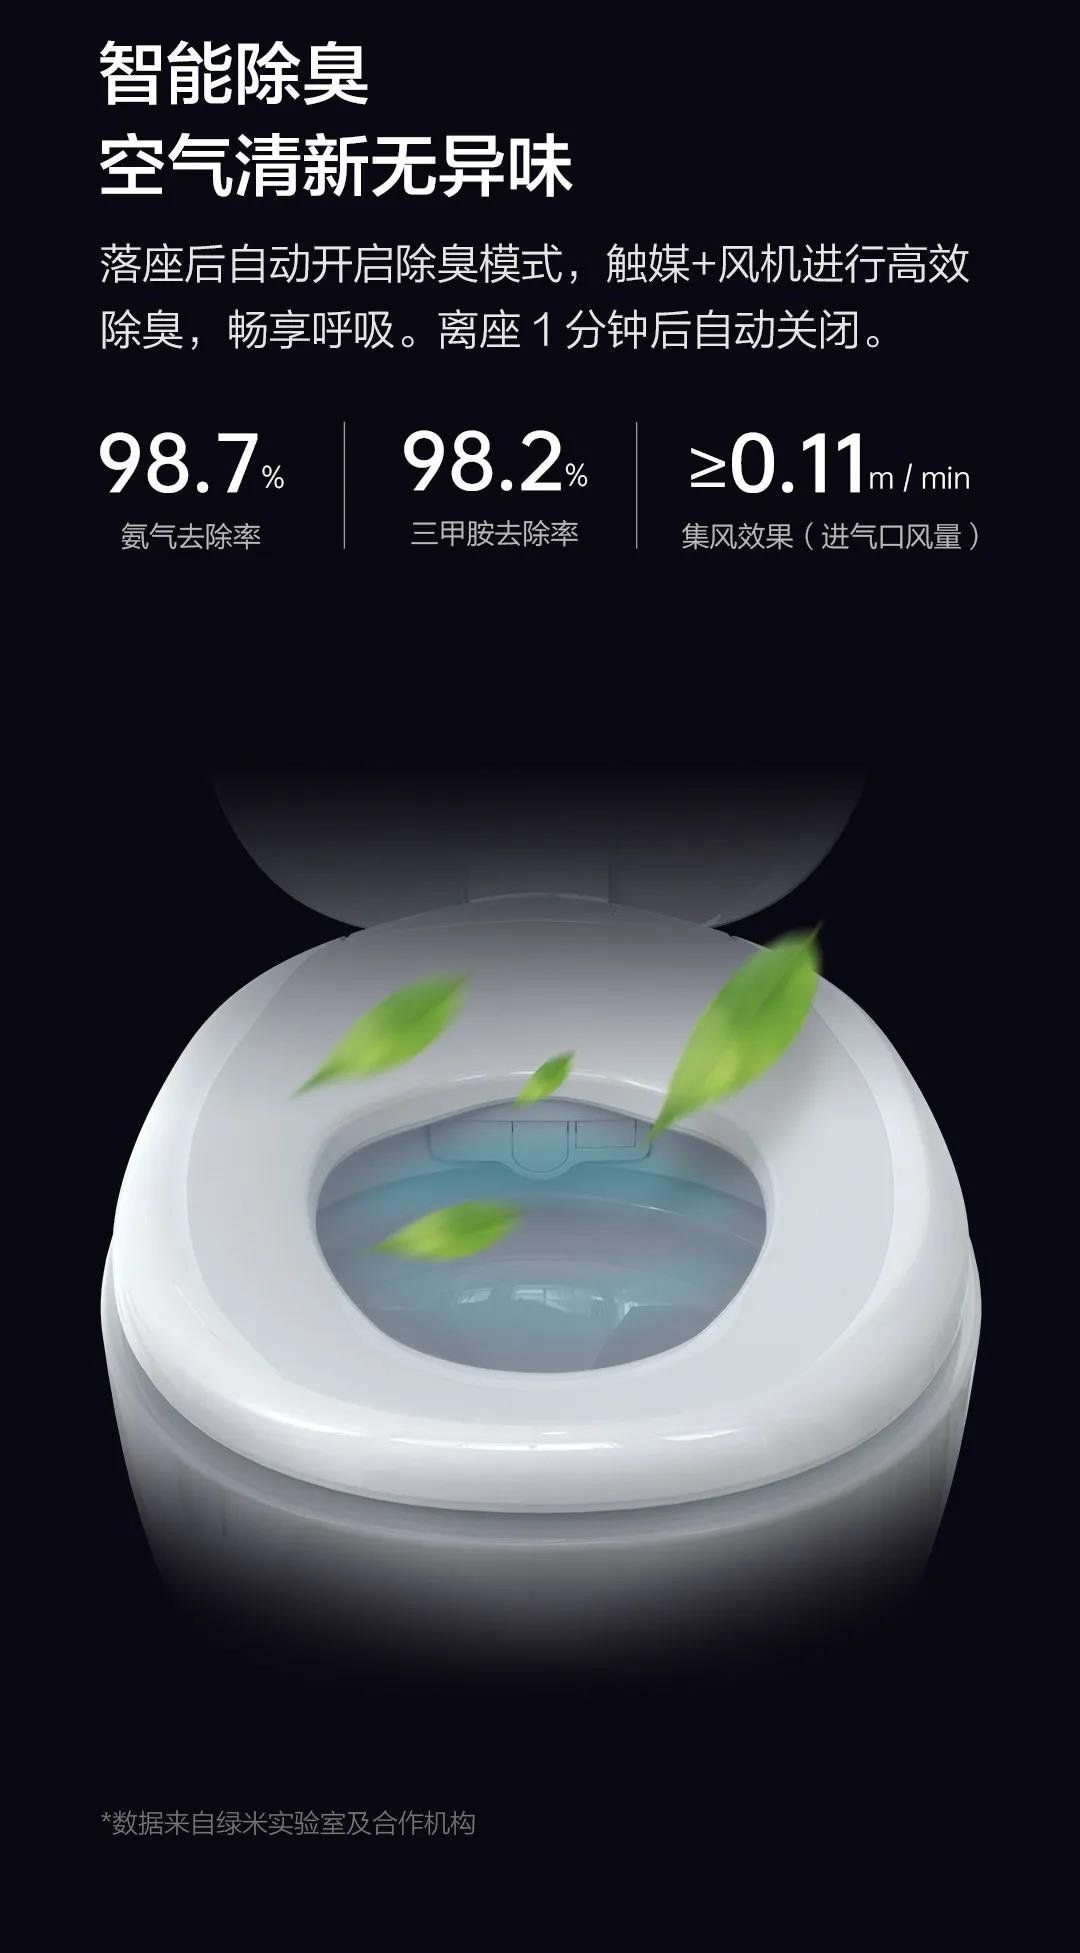 智能除臭
空气清新无异味
落座后自动开启除臭模式，触媒+风机进行高效
除臭，畅享呼吸。离座 1 分钟后自动关闭。
98.7%
氨气去除率
98.2%
三甲胺去除率
≥0.11m / min
集风效果（进气口风量）
*数据来自绿米实验室及合作机构